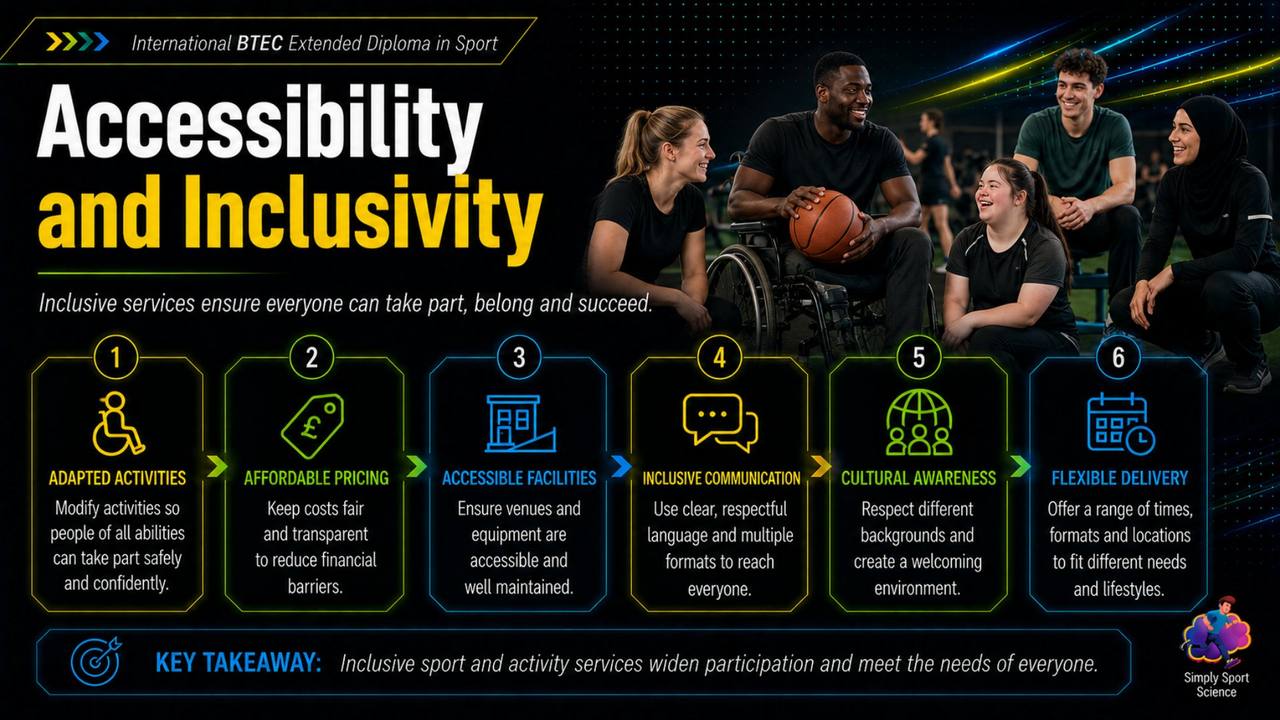 International BTEC Extended Diploma in Sport
Accessibility
and Inclusivity
Inclusive services ensure everyone can take part, belong and succeed.
1
ADAPTED ACTIVITIES
Modify activities so
people of all abilities
can take part safely
and confidently.
2
£
AFFORDABLE PRICING
Keep costs fair
and transparent
to reduce financial
barriers.
3
ACCESSIBLE FACILITIES
Ensure venues and
equipment are
accessible and
well maintained.
4
INCLUSIVE COMMUNICATION
Use clear, respectful
language and multiple
formats to reach
everyone.
5
CULTURAL AWARENESS
Respect different
backgrounds and
create a welcoming
environment.
6
FLEXIBLE DELIVERY
Offer a range of times,
formats and locations
to fit different needs
and lifestyles.
KEY TAKEAWAY: Inclusive sport and activity services widen participation and meet the needs of everyone.
Simply Sport
Science